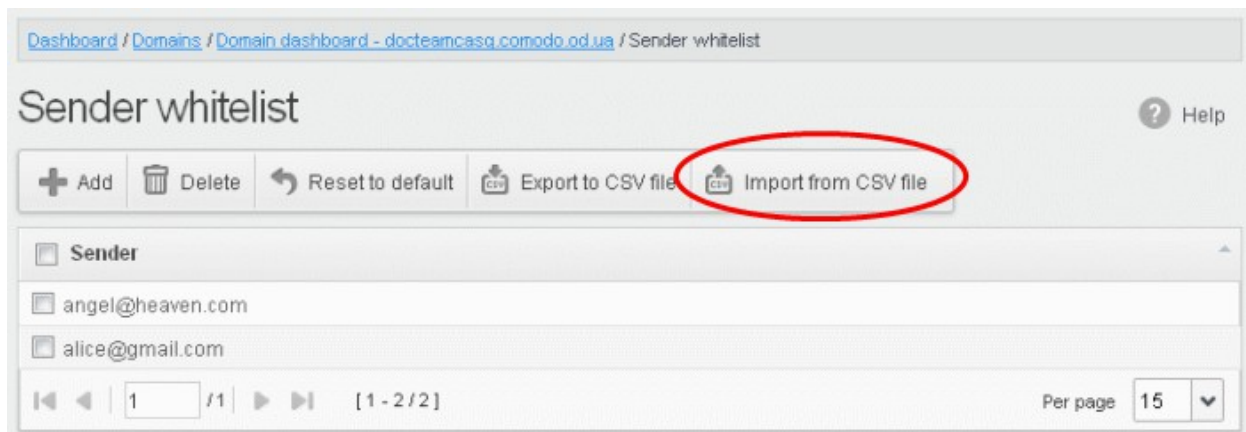 Dashboard / Domains / Domain dashboard - docteamcasg.comodo.od.ua / Sender whitelist
Sender whitelist
Help
Add Delete Reset to default Export to CSV file Import from CSV file
Sender
angel@heaven.com
alice@gmail.com
1 /1 [1-2/2] Per page 15